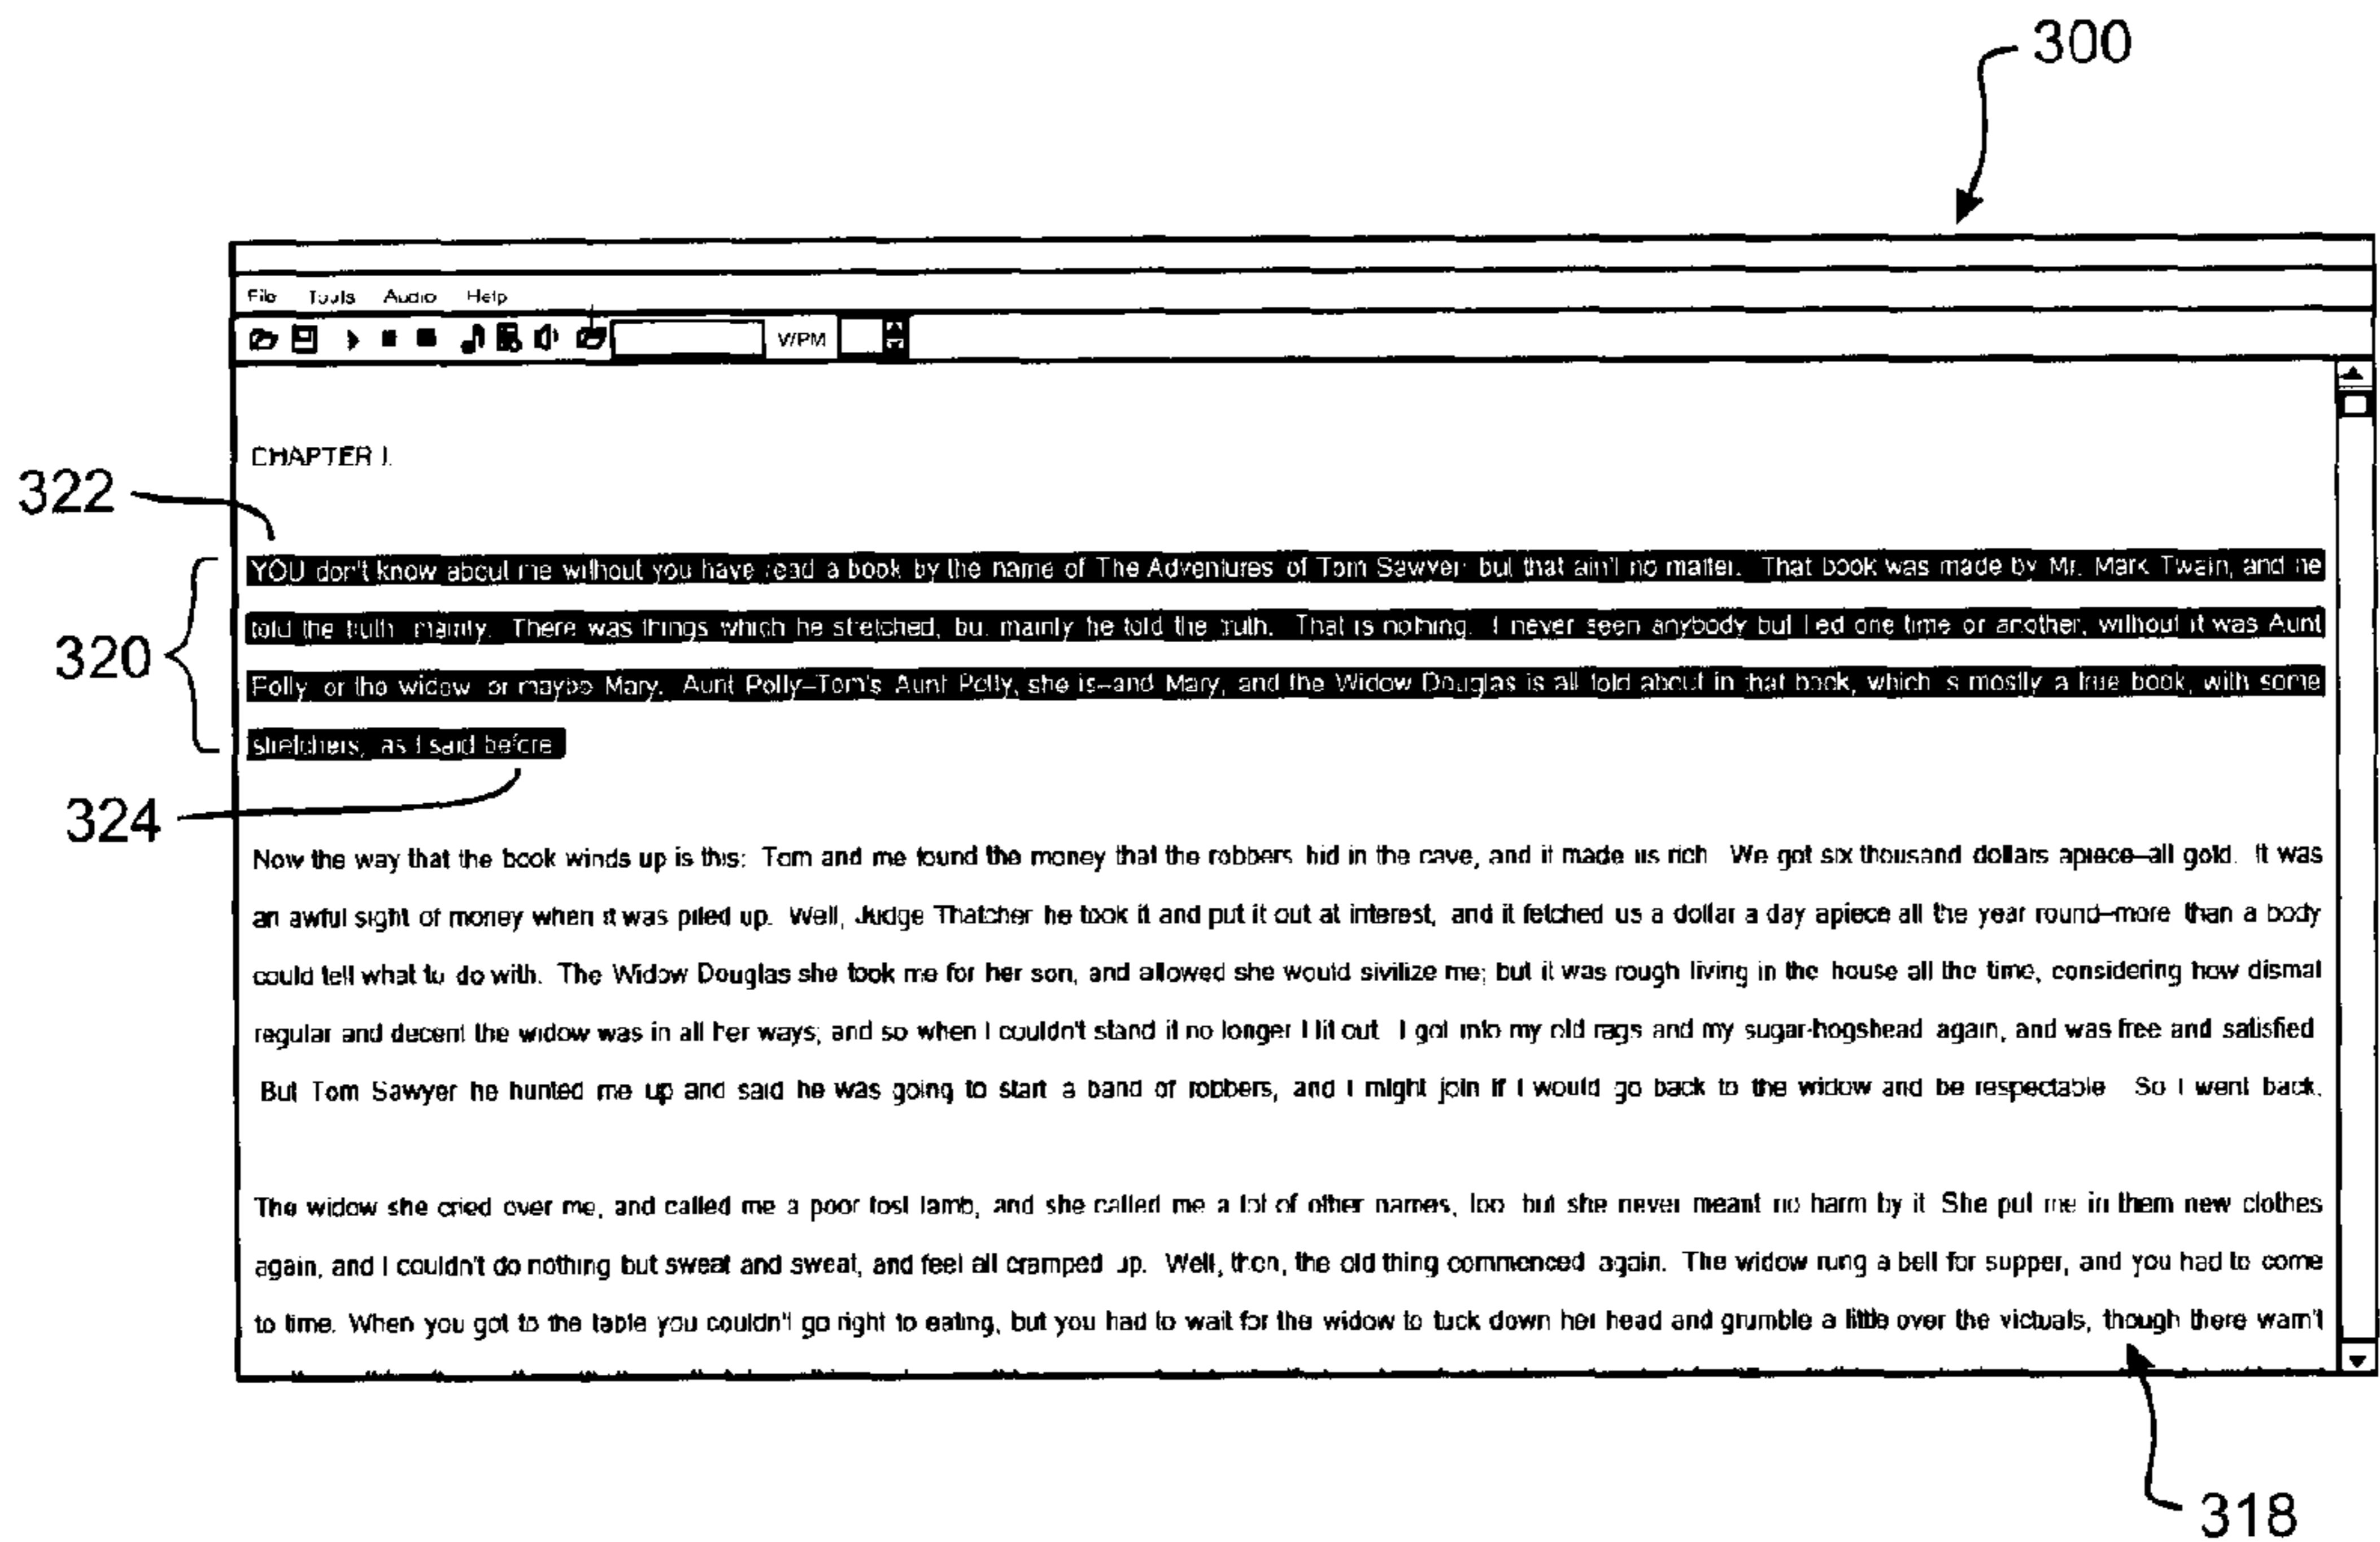 300
File Tools Audio Help
WPM
CHAPTER I.
322
YOU don't know about me without you have read a book by the name of The Adventures of Tom Sawyer; but that ain't no matter. That book was made by Mr. Mark Twain, and he
told the truth, mainly. There was things which he stretched, but mainly he told the truth. That is nothing. I never seen anybody but lied one time or another, without it was Aunt
320
Polly, or the widow, or maybe Mary. Aunt Polly–Tom's Aunt Polly, she is–and Mary, and the Widow Douglas is all told about in that book, which is mostly a true book, with some
stretchers, as I said before
324
Now the way that the book winds up is this: Tom and me found the money that the robbers hid in the cave, and it made us rich We got six thousand dollars apiece–all gold. It was
an awful sight of money when it was piled up. Well, Judge Thatcher he took it and put it out at interest, and it fetched us a dollar a day apiece all the year round–more than a body
could tell what to do with. The Widow Douglas she took me for her son, and allowed she would sivilize me; but it was rough living in the house all the time, considering how dismal
regular and decent the widow was in all her ways; and so when I couldn't stand it no longer I lit out I got into my old rags and my sugar-hogshead again, and was free and satisfied
But Tom Sawyer he hunted me up and said he was going to start a band of robbers, and I might join if I would go back to the widow and be respectable So I went back.
The widow she cried over me, and called me a poor lost lamb, and she called me a lot of other names, too but she never meant no harm by it She put me in them new clothes
again, and I couldn't do nothing but sweat and sweat, and feel all cramped up. Well, then, the old thing commenced again. The widow rung a bell for supper, and you had to come
to time. When you got to the table you couldn't go right to eating, but you had to wait for the widow to tuck down her head and grumble a little over the victuals, though there warn't
318